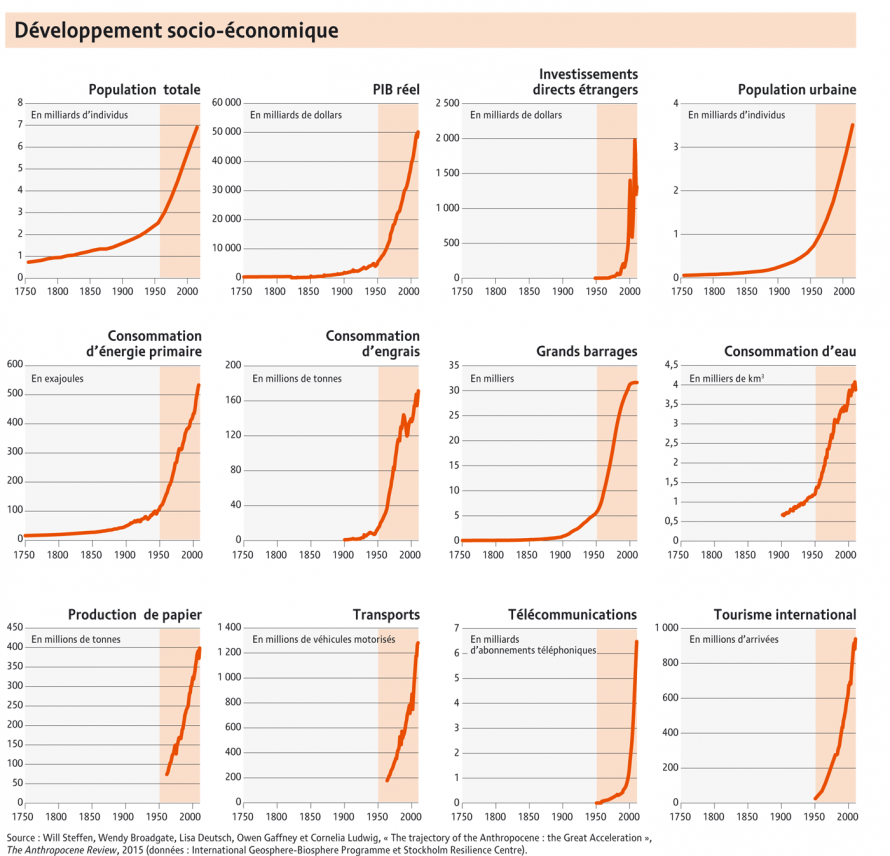 Développement socio-économique
Population totale
En milliards d'individus
8
7
6
5
4
3
2
1
0
1750 1800 1850 1900 1950 2000
PIB réel
En milliards de dollars
60 000
50 000
40 000
30 000
20 000
10 000
0
1750 1800 1850 1900 1950 2000
Investissements
directs étrangers
En milliards de dollars
2 500
2 000
1 500
1 000
500
0
1750 1800 1850 1900 1950 2000
Population urbaine
En milliards d'individus
4
3
2
1
0
1750 1800 1850 1900 1950 2000
Consommation
d'énergie primaire
En exajoules
600
500
400
300
200
100
0
1750 1800 1850 1900 1950 2000
Consommation
d'engrais
En millions de tonnes
200
160
120
80
40
0
1750 1800 1850 1900 1950 2000
Grands barrages
En milliers
35
30
25
20
15
10
5
0
1750 1800 1850 1900 1950 2000
Consommation d'eau
En milliers de km³
4,5
4
3,5
3
2,5
2
1,5
1
0,5
0
1750 1800 1850 1900 1950 2000
Production de papier
En millions de tonnes
450
400
350
300
250
200
150
100
50
0
1750 1800 1850 1900 1950 2000
Transports
En millions de véhicules motorisés
1 400
1 200
1 000
800
600
400
200
0
1750 1800 1850 1900 1950 2000
Télécommunications
En milliards
d'abonnements téléphoniques
7
6
5
4
3
2
1
0
1750 1800 1850 1900 1950 2000
Tourisme international
En millions d'arrivées
1 000
800
600
400
200
0
1750 1800 1850 1900 1950 2000
Source : Will Steffen, Wendy Broadgate, Lisa Deutsch, Owen Gaffney et Cornelia Ludwig, « The trajectory of the Anthropocene : the Great Acceleration »,
The Anthropocene Review, 2015 (données : International Geosphere-Biosphere Programme et Stockholm Resilience Centre).